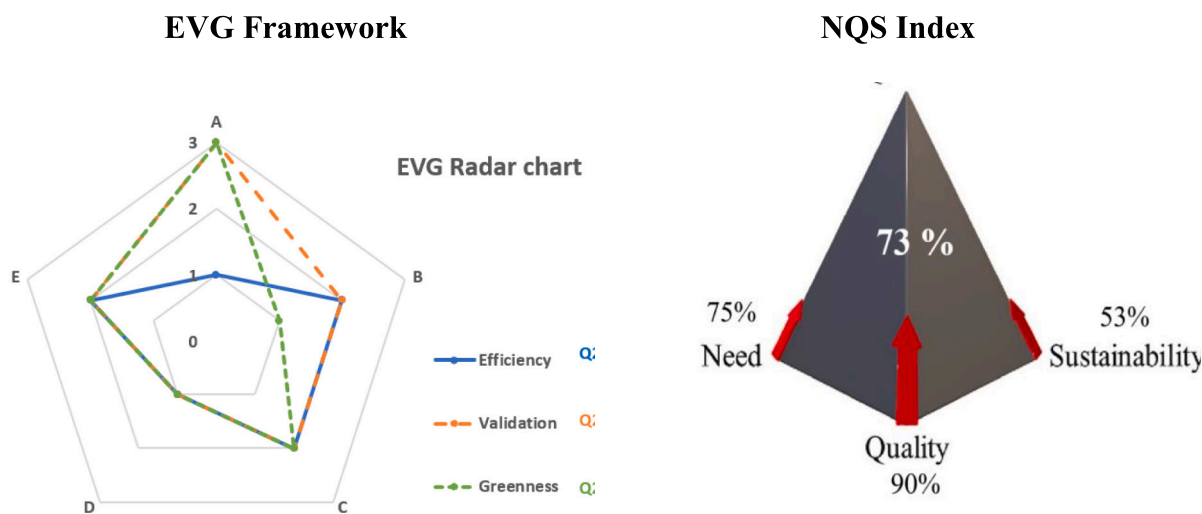 EVG Framework
A
3
EVG Radar chart
2
E
1
B
0
Efficiency
Validation
Greenness
D
C
NQS Index
73 %
75%
Need
53%
Sustainability
Quality
90%